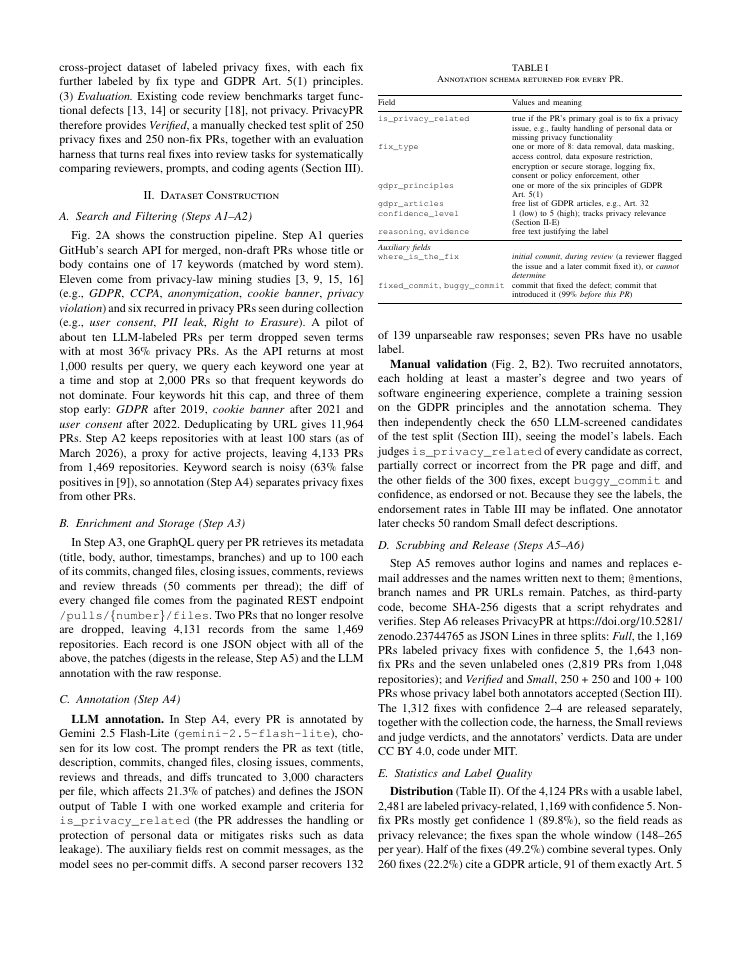 cross-project dataset of labeled privacy fixes, with each fix
further labeled by fix type and GDPR Art. 5(1) principles.
(3) Evaluation. Existing code review benchmarks target func-
tional defects [13, 14] or security [18], not privacy. PrivacyPR
therefore provides Verified, a manually checked test split of 250
privacy fixes and 250 non-fix PRs, together with an evaluation
harness that turns real fixes into review tasks for systematically
comparing reviewers, prompts, and coding agents (Section III).
II. Dataset Construction
A. Search and Filtering (Steps A1–A2)
Fig. 2A shows the construction pipeline. Step A1 queries
GitHub's search API for merged, non-draft PRs whose title or
body contains one of 17 keywords (matched by word stem).
Eleven come from privacy-law mining studies [3, 9, 15, 16]
(e.g., GDPR, CCPA, anonymization, cookie banner, privacy
violation) and six recurred in privacy PRs seen during collection
(e.g., user consent, PII leak, Right to Erasure). A pilot of
about ten LLM-labeled PRs per term dropped seven terms
with at most 36% privacy PRs. As the API returns at most
1,000 results per query, we query each keyword one year at
a time and stop at 2,000 PRs so that frequent keywords do
not dominate. Four keywords hit this cap, and three of them
stop early: GDPR after 2019, cookie banner after 2021 and
user consent after 2022. Deduplicating by URL gives 11,964
PRs. Step A2 keeps repositories with at least 100 stars (as of
March 2026), a proxy for active projects, leaving 4,133 PRs
from 1,469 repositories. Keyword search is noisy (63% false
positives in [9]), so annotation (Step A4) separates privacy fixes
from other PRs.
B. Enrichment and Storage (Step A3)
In Step A3, one GraphQL query per PR retrieves its metadata
(title, body, author, timestamps, branches) and up to 100 each
of its commits, changed files, closing issues, comments, reviews
and review threads (50 comments per thread); the diff of
every changed file comes from the paginated REST endpoint
/pulls/{number}/files. Two PRs that no longer resolve
are dropped, leaving 4,131 records from the same 1,469
repositories. Each record is one JSON object with all of the
above, the patches (digests in the release, Step A5) and the LLM
annotation with the raw response.
C. Annotation (Step A4)
LLM annotation. In Step A4, every PR is annotated by
Gemini 2.5 Flash-Lite (gemini-2.5-flash-lite), cho-
sen for its low cost. The prompt renders the PR as text (title,
description, commits, changed files, closing issues, comments,
reviews and threads, and diffs truncated to 3,000 characters
per file, which affects 21.3% of patches) and defines the JSON
output of Table I with one worked example and criteria for
is_privacy_related (the PR addresses the handling or
protection of personal data or mitigates risks such as data
leakage). The auxiliary fields rest on commit messages, as the
model sees no per-commit diffs. A second parser recovers 132
TABLE I
Annotation schema returned for every PR.
Field Values and meaning
is_privacy_related true if the PR's primary goal is to fix a privacy
issue, e.g., faulty handling of personal data or
missing privacy functionality
fix_type one or more of 8: data removal, data masking,
access control, data exposure restriction,
encryption or secure storage, logging fix,
consent or policy enforcement, other
gdpr_principles one or more of the six principles of GDPR
Art. 5(1)
gdpr_articles free list of GDPR articles, e.g., Art. 32
confidence_level 1 (low) to 5 (high); tracks privacy relevance
(Section II-E)
reasoning, evidence free text justifying the label
Auxiliary fields
where_is_the_fix initial commit, during review (a reviewer flagged
the issue and a later commit fixed it), or cannot
determine
fixed_commit, buggy_commit commit that fixed the defect; commit that
introduced it (99% before this PR)
of 139 unparseable raw responses; seven PRs have no usable
label.
Manual validation (Fig. 2, B2). Two recruited annotators,
each holding at least a master's degree and two years of
software engineering experience, complete a training session
on the GDPR principles and the annotation schema. They
then independently check the 650 LLM-screened candidates
of the test split (Section III), seeing the model's labels. Each
judges is_privacy_related of every candidate as correct,
partially correct or incorrect from the PR page and diff, and
the other fields of the 300 fixes, except buggy_commit and
confidence, as endorsed or not. Because they see the labels, the
endorsement rates in Table III may be inflated. One annotator
later checks 50 random Small defect descriptions.
D. Scrubbing and Release (Steps A5–A6)
Step A5 removes author logins and names and replaces e-
mail addresses and the names written next to them; @mentions,
branch names and PR URLs remain. Patches, as third-party
code, become SHA-256 digests that a script rehydrates and
verifies. Step A6 releases PrivacyPR at https://doi.org/10.5281/
zenodo.23744765 as JSON Lines in three splits: Full, the 1,169
PRs labeled privacy fixes with confidence 5, the 1,643 non-
fix PRs and the seven unlabeled ones (2,819 PRs from 1,048
repositories); and Verified and Small, 250 + 250 and 100 + 100
PRs whose privacy label both annotators accepted (Section III).
The 1,312 fixes with confidence 2–4 are released separately,
together with the collection code, the harness, the Small reviews
and judge verdicts, and the annotators' verdicts. Data are under
CC BY 4.0, code under MIT.
E. Statistics and Label Quality
Distribution (Table II). Of the 4,124 PRs with a usable label,
2,481 are labeled privacy-related, 1,169 with confidence 5. Non-
fix PRs mostly get confidence 1 (89.8%), so the field reads as
privacy relevance; the fixes span the whole window (148–265
per year). Half of the fixes (49.2%) combine several types. Only
260 fixes (22.2%) cite a GDPR article, 91 of them exactly Art. 5